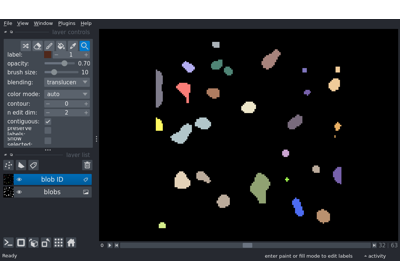 File View Window Plugins Help
layer controls
label: 1
opacity: 0.70
brush size: 10
blending: translucen
color mode: auto
contour: 0
n edit dim: 2
contiguous:
preserve labels:
show selected:
layer list
blob ID
blobs
0 32 63
Ready enter paint or fill mode to edit labels activity